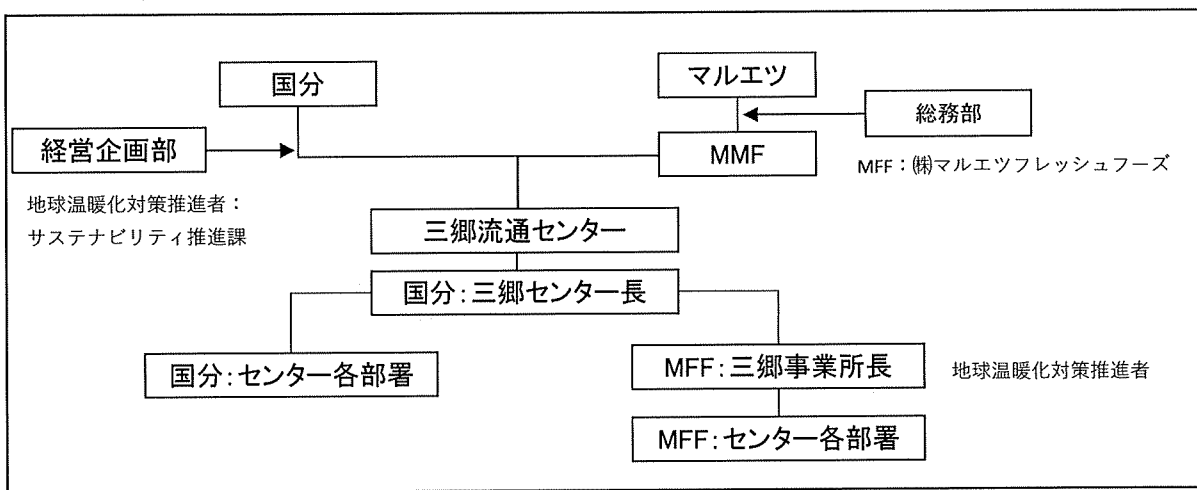 国分
マルエツ
総務部
経営企画部
MMF
MFF:㈱マルエツフレッシュフーズ
地球温暖化対策推進者:
サステナビリティ推進課
三郷流通センター
国分:三郷センター長
国分:センター各部署
MFF:三郷事業所長
地球温暖化対策推進者
MFF:センター各部署